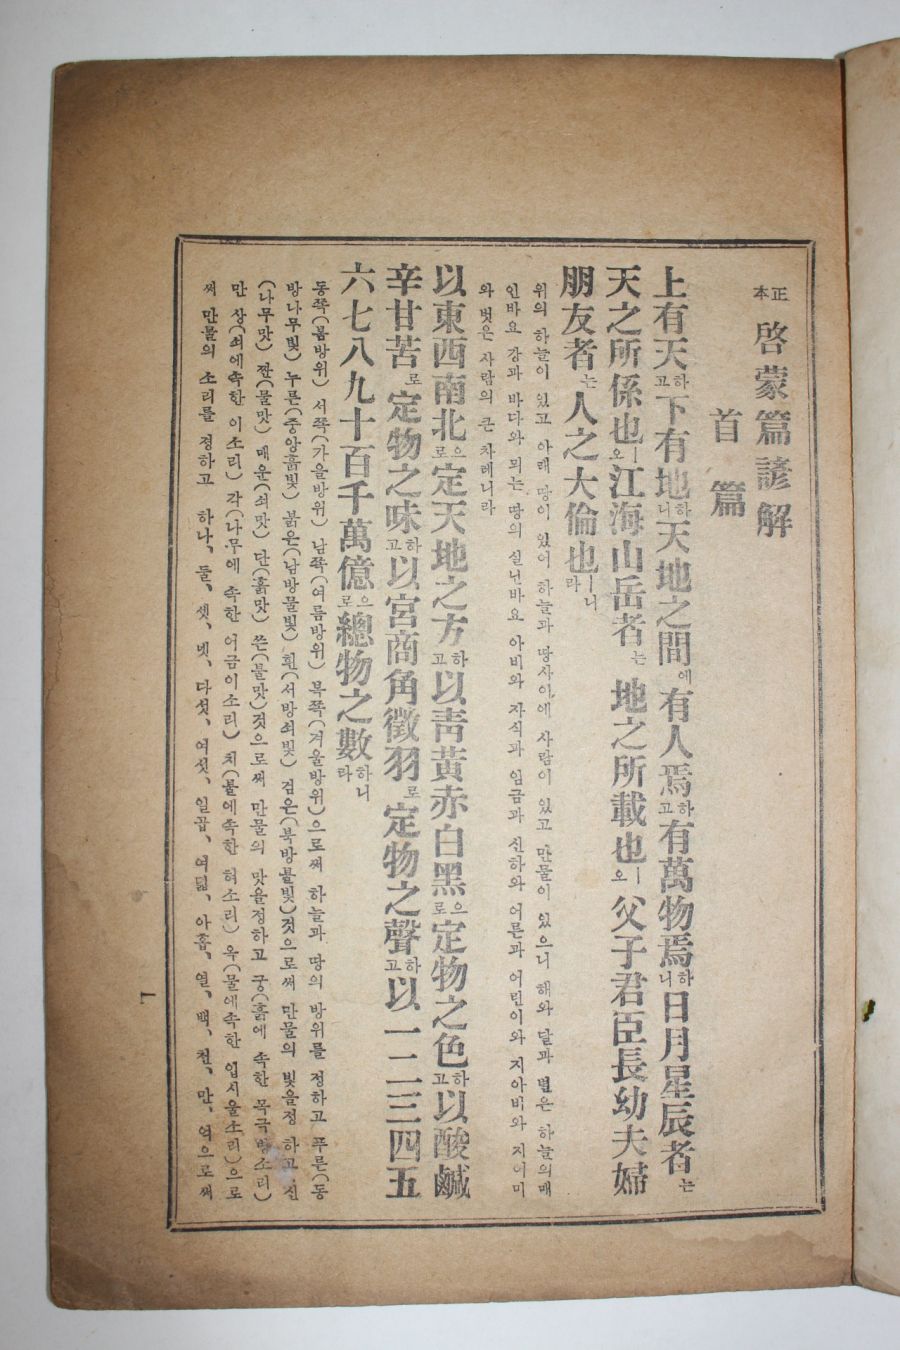 正本 啓蒙篇諺解
首篇
上有天하고下有地하니天地之間에有人焉하고有萬物焉하니日月星辰者는
天之所係也ㅣ오江海山岳者는地之所載也ㅣ오父子君臣長幼夫婦
朋友者는人之大倫也ㅣ니라
위의 하늘이 있고 아래 땅이 있어 하늘과 땅사이에 사람이 있고 만물이 있으니 해와 달과 별은 하늘의매
인바요 강과 바다와 뫼는 땅의 실닌바요 아비와 자식과 임금과 신하와 어른과 어린이와 지아비와 지어미
와 벗은 사람의 큰 차례니라
以東西南北으로定天地之方하고以靑黃赤白黑으로定物之色하고以酸鹹
辛甘苦로定物之味하고以宮商角徵羽로定物之聲하고以一二三四五
六七八九十百千萬億으로總物之數하니라
동쪽(봄방위) 서쪽(가을방위) 남쪽(여름방위) 북쪽(겨울방위)으로써 하늘과 땅의 방위를 정하고 푸른(동
방나무빛) 누른(중앙흙빛) 붉은(남방물빛) 흰(서방쇠빛) 검은(북방물빛)것으로써 만물의 빛을정 하고 신
(나무맛) 짠(물맛) 매운(쇠맛) 단(흙맛) 쓴(불맛)것으로써 만물의 맛을정하고 궁(흙에 속한 목극방소리)
만 상(쇠에속한 이소리) 각(나무에 속한 어금이소리) 치(불에속한 혀소리) 우(물에속한 입시울소리)으로
써 만물의 소리를 정하고 하나, 둘, 셋, 넷, 다섯, 여섯, 일곱, 여덟, 아홉, 열, 백, 천, 만, 억으로써